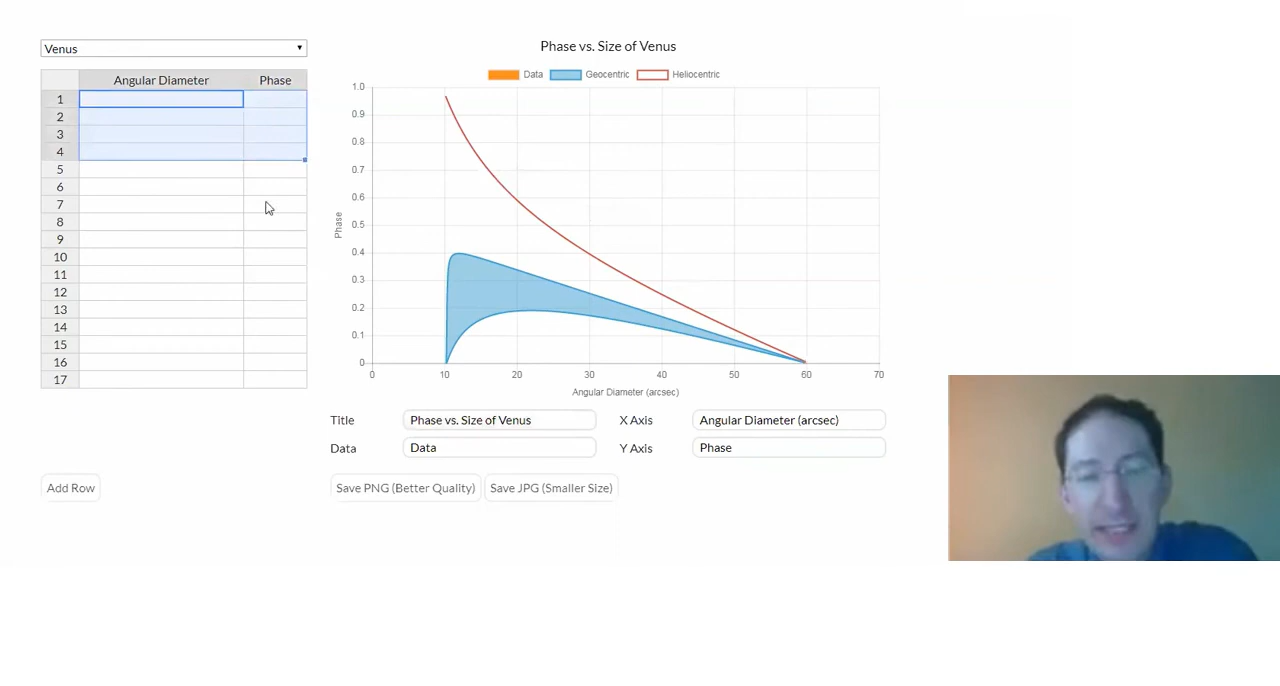 Venus
Angular Diameter Phase
1
2
3
4
5
6
7
8
9
10
11
12
13
14
15
16
17
Add Row
Phase vs. Size of Venus
Data Geocentric Heliocentric
1.0
0.9
0.8
0.7
0.6
0.5
0.4
0.3
0.2
0.1
0
Phase
0 10 20 30 40 50 60 70
Angular Diameter (arcsec)
Title Phase vs. Size of Venus X Axis Angular Diameter (arcsec)
Data Data Y Axis Phase
Save PNG (Better Quality) Save JPG (Smaller Size)